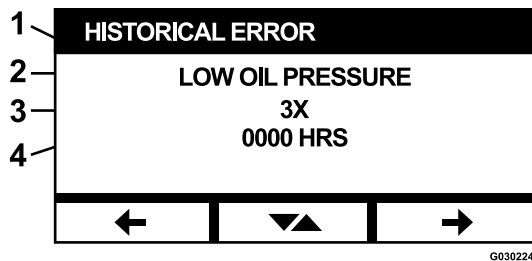 1
HISTORICAL ERROR
2
LOW OIL PRESSURE
3
3X
4
0000 HRS
G030224